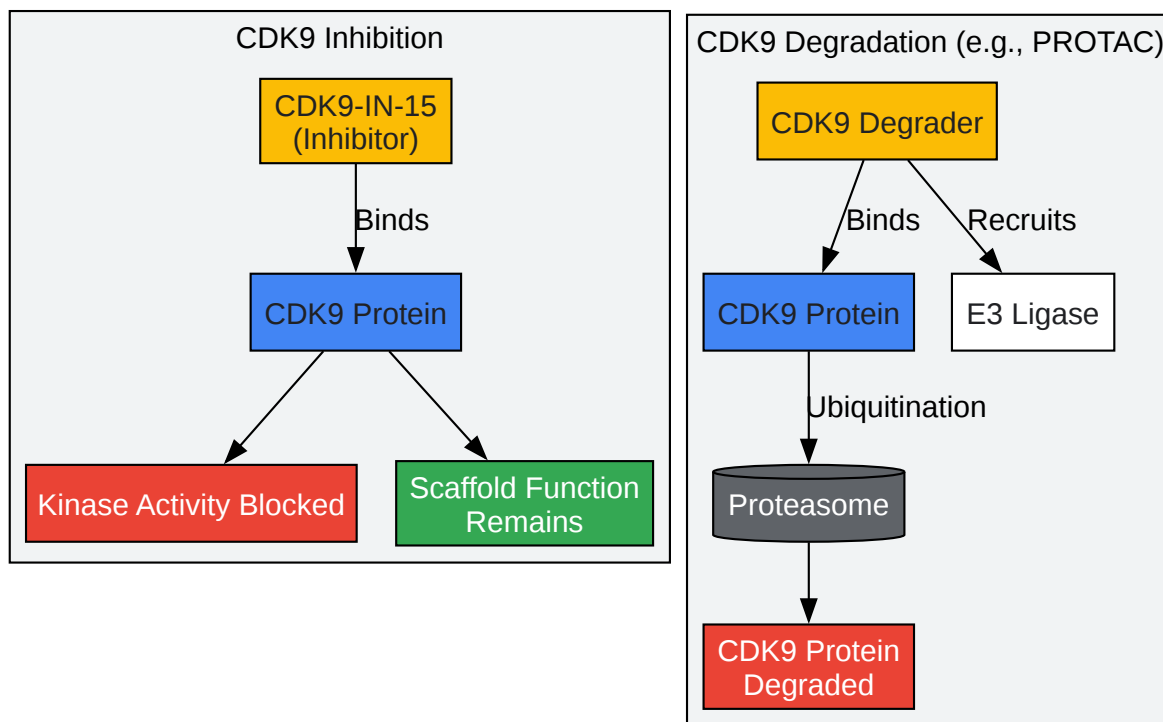 CDK9 Inhibition
CDK9-IN-15
(Inhibitor)
Binds
CDK9 Protein
Kinase Activity Blocked
Scaffold Function
Remains
CDK9 Degradation (e.g., PROTAC)
CDK9 Degrader
Binds
Recruits
CDK9 Protein
E3 Ligase
Ubiquitination
Proteasome
CDK9 Protein
Degraded